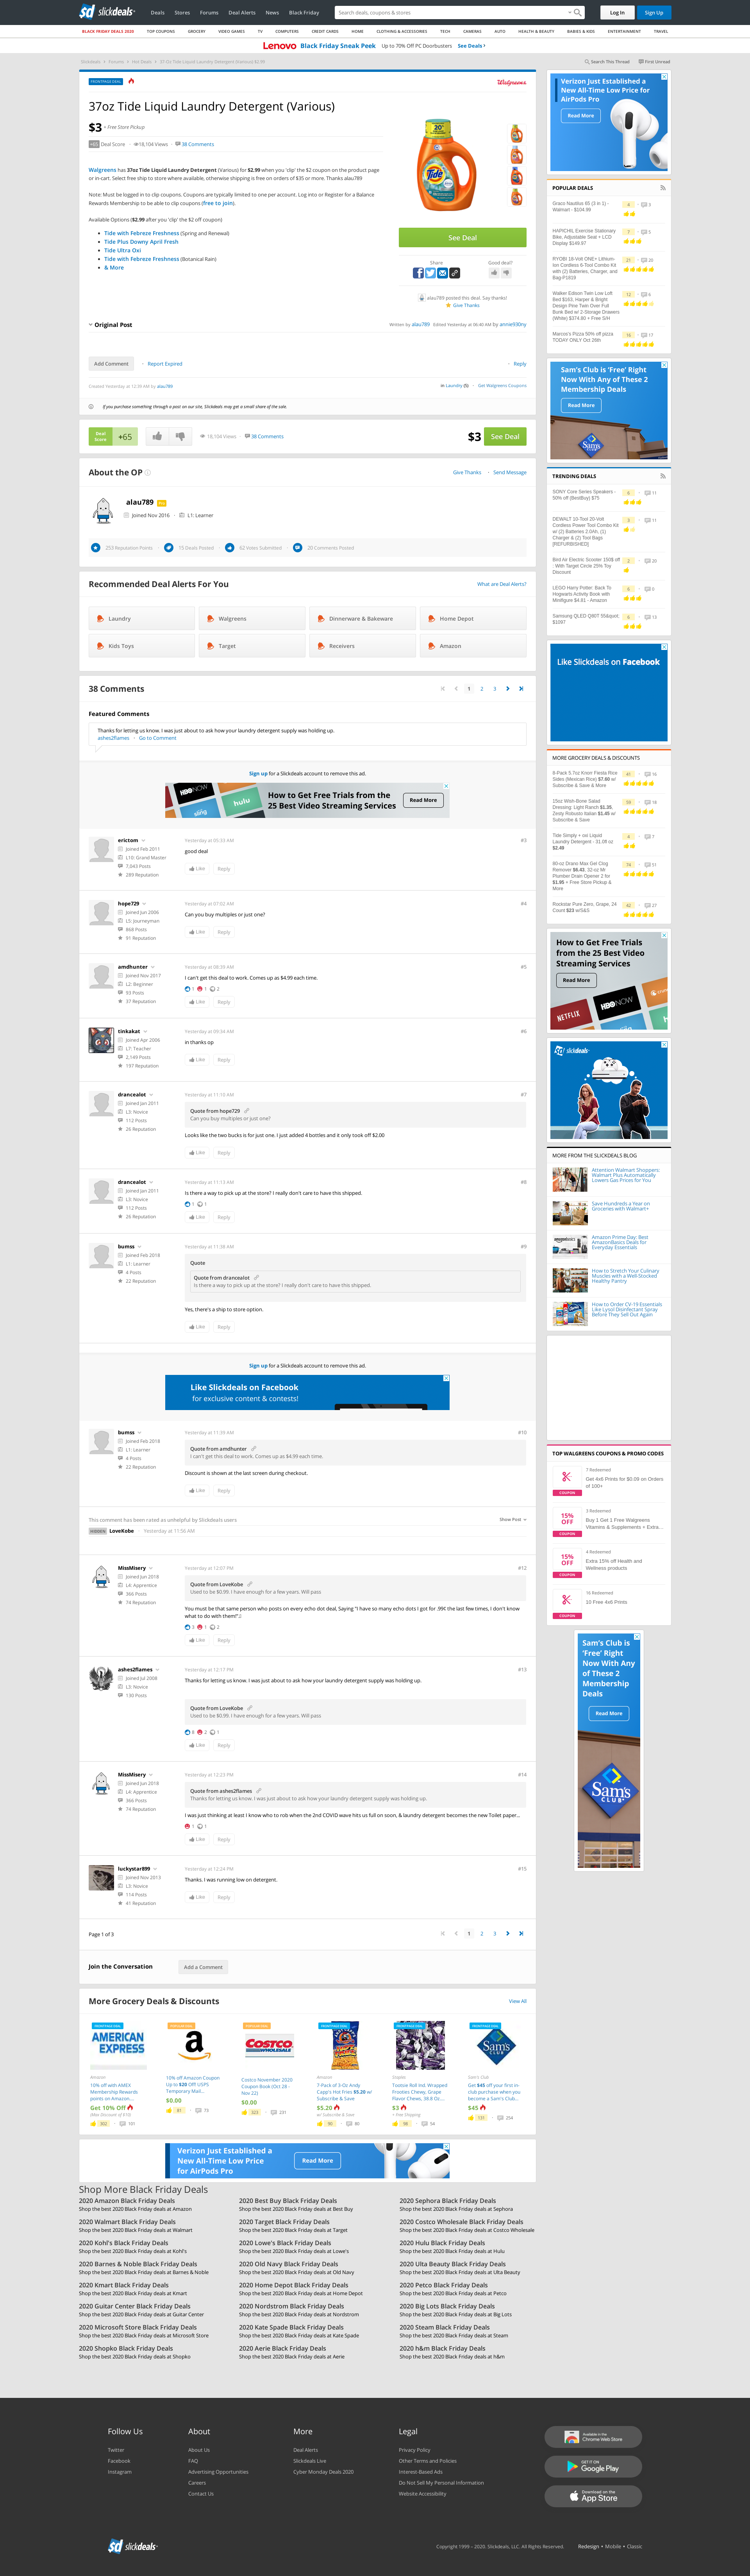 sd slickdeals
Deals Stores Forums Deal Alerts News Black Friday
Search deals, coupons & stores
Log In Sign Up
BLACK FRIDAY DEALS 2020 TOP COUPONS GROCERY VIDEO GAMES TV COMPUTERS CREDIT CARDS HOME CLOTHING & ACCESSORIES TECH CAMERAS AUTO HEALTH & BEAUTY BABIES & KIDS ENTERTAINMENT TRAVEL
Lenovo Black Friday Sneak Peek Up to 70% Off PC Doorbusters See Deals
Slickdeals > Forums > Hot Deals > 37 Oz Tide Liquid Laundry Detergent (Various) $2.99
Search This Thread First Unread
FRONTPAGE DEAL
Walgreens
37oz Tide Liquid Laundry Detergent (Various)
$3 + Free Store Pickup
+65 Deal Score 18,104 Views 38 Comments
Walgreens has 37oz Tide Liquid Laundry Detergent (Various) for $2.99 when you 'clip' the $2 coupon on the product page
or in-cart. Select free ship to store where available, otherwise shipping is free on orders of $35 or more. Thanks alau789
Note: Must be logged in to clip coupons. Coupons are typically limited to one per account. Log into or Register for a Balance
Rewards Membership to be able to clip coupons (free to join).
Available Options ($2.99 after you 'clip' the $2 off coupon)
Tide with Febreze Freshness (Spring and Renewal)
Tide Plus Downy April Fresh
Tide Ultra Oxi
Tide with Febreze Freshness (Botanical Rain)
& More
See Deal
Share Good deal?
alau789 posted this deal. Say thanks!
Give Thanks
Original Post
Written by alau789 Edited Yesterday at 06:40 AM by annie930ny
Add Comment Report Expired Reply
Created Yesterday at 12:39 AM by alau789
Laundry (5) Get Walgreens Coupons
If you purchase something through a post on our site, Slickdeals may get a small share of the sale.
Deal Score +65
18,104 Views 38 Comments
$3 See Deal
About the OP
Give Thanks Send Message
alau789
Joined Nov 2016 L1: Learner
253 Reputation Points 15 Deals Posted 62 Votes Submitted 20 Comments Posted
Recommended Deal Alerts For You
What are Deal Alerts?
Laundry Walgreens Dinnerware & Bakeware Home Depot
Kids Toys Target Receivers Amazon
38 Comments
1 2 3
Featured Comments
Thanks for letting us know. I was just about to ask how your laundry detergent supply was holding up.
ashes2flames Go to Comment
Sign up for a Slickdeals account to remove this ad.
HBO NOW NETFLIX hulu
How to Get Free Trials from the
25 Best Video Streaming Services
Read More
erictom
Joined Feb 2011
L10: Grand Master
7,043 Posts
289 Reputation
Yesterday at 05:33 AM #3
good deal
Like Reply
hope729
Joined Jun 2006
L5: Journeyman
868 Posts
91 Reputation
Yesterday at 07:02 AM #4
Can you buy multiples or just one?
Like Reply
amdhunter
Joined Nov 2017
L2: Beginner
93 Posts
37 Reputation
Yesterday at 08:39 AM #5
I can't get this deal to work. Comes up as $4.99 each time.
1 1 2
Like Reply
tinkakat
Joined Apr 2006
L7: Teacher
2,149 Posts
197 Reputation
Yesterday at 09:34 AM #6
in thanks op
Like Reply
drancealot
Joined Jan 2011
L3: Novice
112 Posts
26 Reputation
Yesterday at 11:10 AM #7
Quote from hope729
Can you buy multiples or just one?
Looks like the two bucks is for just one. I just added 4 bottles and it only took off $2.00
Like Reply
drancealot
Joined Jan 2011
L3: Novice
112 Posts
26 Reputation
Yesterday at 11:13 AM #8
Is there a way to pick up at the store? I really don't care to have this shipped.
1 1
Like Reply
bumss
Joined Feb 2018
L1: Learner
4 Posts
22 Reputation
Yesterday at 11:38 AM #9
Quote
Quote from drancealot
Is there a way to pick up at the store? I really don't care to have this shipped.
Yes, there's a ship to store option.
Like Reply
Sign up for a Slickdeals account to remove this ad.
Like Slickdeals on Facebook
for exclusive content & contests!
bumss
Joined Feb 2018
L1: Learner
4 Posts
22 Reputation
Yesterday at 11:39 AM #10
Quote from amdhunter
I can't get this deal to work. Comes up as $4.99 each time.
Discount is shown at the last screen during checkout.
Like Reply
This comment has been rated as unhelpful by Slickdeals users
Show Post
HIDDEN LoveKobe Yesterday at 11:56 AM
MissMisery
Joined Jun 2018
L4: Apprentice
366 Posts
74 Reputation
Yesterday at 12:07 PM #12
Quote from LoveKobe
Used to be $0.99. I have enough for a few years. Will pass
You must be that same person who posts on every echo dot deal, Saying "I have so many echo dots I got for .99¢ the last few times, I don't know
what to do with them!"
3 1 2
Like Reply
ashes2flames
Joined Jul 2008
L3: Novice
130 Posts
Yesterday at 12:17 PM #13
Thanks for letting us know. I was just about to ask how your laundry detergent supply was holding up.
Quote from LoveKobe
Used to be $0.99. I have enough for a few years. Will pass
8 2 1
Like Reply
MissMisery
Joined Jun 2018
L4: Apprentice
366 Posts
74 Reputation
Yesterday at 12:23 PM #14
Quote from ashes2flames
Thanks for letting us know. I was just about to ask how your laundry detergent supply was holding up.
I was just thinking at least I know who to rob when the 2nd COVID wave hits us full on soon, & laundry detergent becomes the new Toilet paper...
1 1
Like Reply
luckystar899
Joined Nov 2013
L3: Novice
114 Posts
41 Reputation
Yesterday at 12:24 PM #15
Thanks. I was running low on detergent.
Like Reply
Page 1 of 3
1 2 3
Join the Conversation Add a Comment
More Grocery Deals & Discounts
View All
AMERICAN EXPRESS
Amazon
10% off with AMEX
Membership Rewards
points on Amazon...
Get 10% Off
(Max Discount of $10)
302 101
10% off Amazon Coupon
Up to $20 Off USPS
Temporary Mail...
$0.00
81 15
COSTCO WHOLESALE
Costco November 2020
Coupon Book (Oct 28 -
Nov 22)
$0.00
323 231
Amazon
7-Pack of 3-Oz Andy
Capp's Hot Fries $5.20 w/
Subscribe & Save
$5.20
w/ Subscribe & Save
90 80
Staples
Tootsie Roll Ind. Wrapped
Frooties Chewy, Grape
Flavor Chews, 38.8 Oz....
$3
+ Free Shipping
98 54
Sam's Club
Get $45 off your first in-
club purchase when you
become a Sam's Club...
$45
131 254
Verizon Just Established a
New All-Time Low Price
for AirPods Pro
Read More
Shop More Black Friday Deals
2020 Amazon Black Friday Deals
Shop the best 2020 Black Friday deals at Amazon
2020 Best Buy Black Friday Deals
Shop the best 2020 Black Friday deals at Best Buy
2020 Sephora Black Friday Deals
Shop the best 2020 Black Friday deals at Sephora
2020 Walmart Black Friday Deals
Shop the best 2020 Black Friday deals at Walmart
2020 Target Black Friday Deals
Shop the best 2020 Black Friday deals at Target
2020 Costco Wholesale Black Friday Deals
Shop the best 2020 Black Friday deals at Costco Wholesale
2020 Kohl's Black Friday Deals
Shop the best 2020 Black Friday deals at Kohl's
2020 Lowe's Black Friday Deals
Shop the best 2020 Black Friday deals at Lowe's
2020 Hulu Black Friday Deals
Shop the best 2020 Black Friday deals at Hulu
2020 Barnes & Noble Black Friday Deals
Shop the best 2020 Black Friday deals at Barnes & Noble
2020 Old Navy Black Friday Deals
Shop the best 2020 Black Friday deals at Old Navy
2020 Ulta Beauty Black Friday Deals
Shop the best 2020 Black Friday deals at Ulta Beauty
2020 Kmart Black Friday Deals
Shop the best 2020 Black Friday deals at Kmart
2020 Home Depot Black Friday Deals
Shop the best 2020 Black Friday deals at Home Depot
2020 Petco Black Friday Deals
Shop the best 2020 Black Friday deals at Petco
2020 Guitar Center Black Friday Deals
Shop the best 2020 Black Friday deals at Guitar Center
2020 Nordstrom Black Friday Deals
Shop the best 2020 Black Friday deals at Nordstrom
2020 Big Lots Black Friday Deals
Shop the best 2020 Black Friday deals at Big Lots
2020 Microsoft Store Black Friday Deals
Shop the best 2020 Black Friday deals at Microsoft Store
2020 Kate Spade Black Friday Deals
Shop the best 2020 Black Friday deals at Kate Spade
2020 Steam Black Friday Deals
Shop the best 2020 Black Friday deals at Steam
2020 Shopko Black Friday Deals
Shop the best 2020 Black Friday deals at Shopko
2020 Aerie Black Friday Deals
Shop the best 2020 Black Friday deals at Aerie
2020 h&m Black Friday Deals
Shop the best 2020 Black Friday deals at h&m
Verizon Just Established a
New All-Time Low Price for
AirPods Pro
Read More
POPULAR DEALS
Graco Nautilus 65 (3 in 1) -
Walmart - $104.99
4 3
HAPICHIL Exercise Stationary
Bike, Adjustable Seat + LCD
Display $149.97
7 5
RYOBI 18-Volt ONE+ Lithium-
Ion Cordless 6-Tool Combo Kit
with (2) Batteries, Charger, and
Bag-P1819
21 20
Walker Edison Twin Low Loft
Bed $163, Harper & Bright
Design Pine Twin Over Full
Bunk Bed w/ 2-Storage Drawers
(White) $374.80 + Free S/H
12 6
Marcos's Pizza 50% off pizza
TODAY ONLY Oct 26th
16 17
Sam's Club is 'Free' Right
Now With Any of These 2
Membership Deals
Read More
TRENDING DEALS
SONY Core Series Speakers -
50% off (BestBuy) $75
6 11
DEWALT 10-Tool 20-Volt
Cordless Power Tool Combo Kit
w/ (2) Batteries 2.0Ah, (1)
Charger & (2) Tool Bags
[REFURBISHED]
3 11
Bird Air Electric Scooter 150$ off
- With Target Circle 25% Toy
Discount
2 20
LEGO Harry Potter: Back To
Hogwarts Activity Book with
Minifigure $4.81 - Amazon
6 0
Samsung QLED Q80T 55&quot;
$1097
6 13
Like Slickdeals on Facebook
MORE GROCERY DEALS & DISCOUNTS
8-Pack 5.7oz Knorr Fiesta Rice
Sides (Mexican Rice) $7.60 w/
Subscribe & Save & More
41 16
15oz Wish-Bone Salad
Dressing: Light Ranch $1.35,
Zesty Robusto Italian $1.45 w/
Subscribe & Save
18
Tide Simply + oxi Liquid
Laundry Detergent - 31.0fl oz
$2.49
4 7
80-oz Drano Max Gel Clog
Remover $6.43, 32-oz Mr
Plumber Drain Opener 2 for
$1.95 + Free Store Pickup &
More
74 51
Rockstar Pure Zero, Grape, 24
Count $23 w/S&S
42 27
How to Get Free Trials
from the 25 Best Video
Streaming Services
Read More
NETFLIX HBO NOW hulu
sd slickdeals
MORE FROM THE SLICKDEALS BLOG
Attention Walmart Shoppers:
Walmart Plus Automatically
Lowers Gas Prices for You
Save Hundreds a Year on
Groceries with Walmart+
Amazon Prime Day: Best
AmazonBasics Deals for
Everyday Essentials
How to Stretch Your Culinary
Muscles with a Well-Stocked
Healthy Pantry
How to Order CV-19 Essentials
Like Lysol Disinfectant Spray
Before They Sell Out Again
TOP WALGREENS COUPONS & PROMO CODES
7 Redeemed
Get 4x6 Prints for $0.09 on Orders
of 100+
COUPON
15% OFF
3 Redeemed
Buy 1 Get 1 Free Walgreens
Vitamins & Supplements + Extra...
COUPON
15% OFF
4 Redeemed
Extra 15% off Health and
Wellness products
COUPON
16 Redeemed
10 Free 4x6 Prints
COUPON
Sam's Club is
'Free' Right
Now With Any
of These 2
Membership
Deals
Read More
Sam's CLUB
Follow Us
Twitter
Facebook
Instagram
About
About Us
FAQ
Advertising Opportunities
Careers
Contact Us
More
Deal Alerts
Slickdeals Live
Cyber Monday Deals 2020
Legal
Privacy Policy
Other Terms and Policies
Interest-Based Ads
Do Not Sell My Personal Information
Website Accessibility
Available in the Chrome Web Store
GET IT ON Google Play
Download on the App Store
sd slickdeals
Copyright 1999 - 2020. Slickdeals, LLC. All Rights Reserved. Redesign • Mobile • Classic